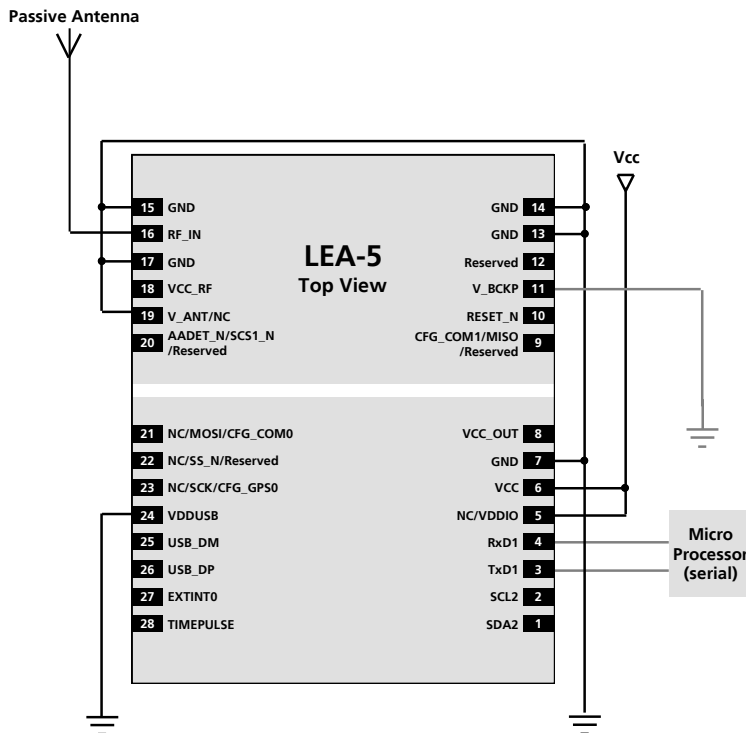 Passive Antenna
Vcc
LEA-5
Top View
15 GND
16 RF_IN
17 GND
18 VCC_RF
19 V_ANT/NC
20 AADET_N/SCS1_N
/Reserved
GND 14
GND 13
Reserved 12
V_BCKP 11
RESET_N 10
CFG_COM1/MISO 9
/Reserved
21 NC/MOSI/CFG_COM0
22 NC/SS_N/Reserved
23 NC/SCK/CFG_GPS0
24 VDDUSB
25 USB_DM
26 USB_DP
27 EXTINT0
28 TIMEPULSE
VCC_OUT 8
GND 7
VCC 6
NC/VDDIO 5
RxD1 4
TxD1 3
SCL2 2
SDA2 1
Micro
Processor
(serial)